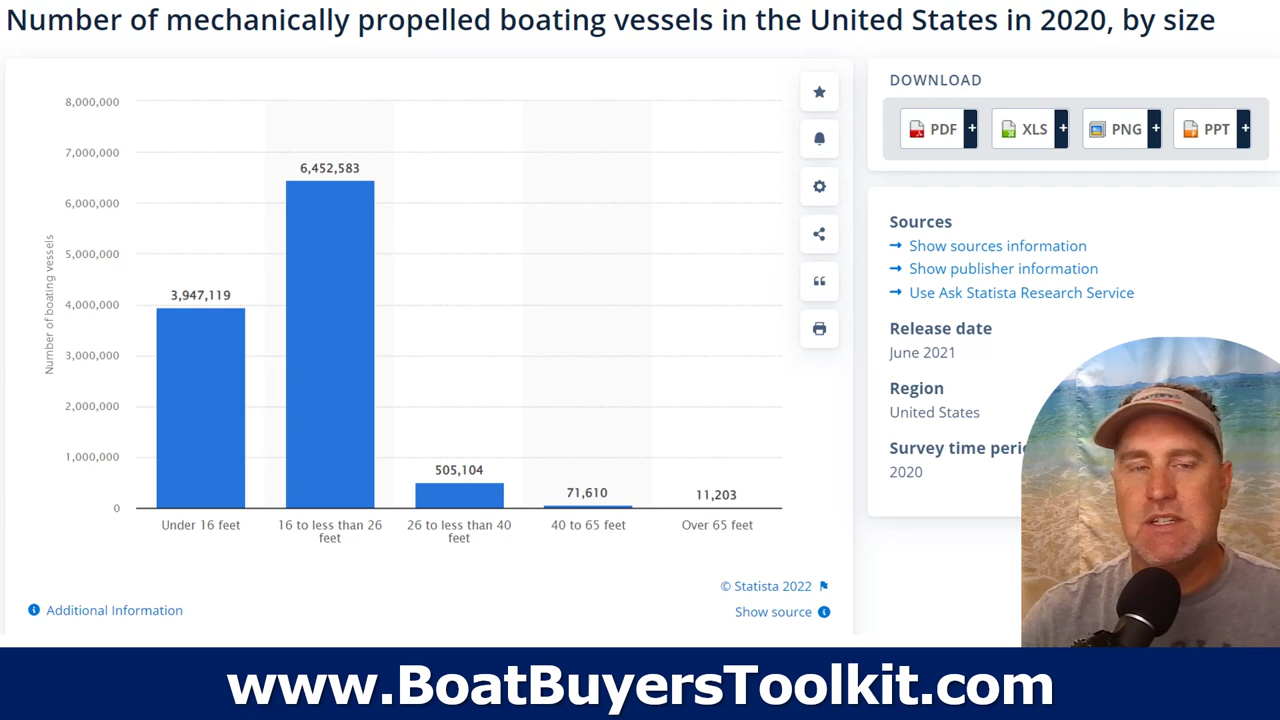 Number of mechanically propelled boating vessels in the United States in 2020, by size
Number of boating vessels
8,000,000
7,000,000
6,000,000
5,000,000
4,000,000
3,000,000
2,000,000
1,000,000
0
3,947,119
6,452,583
505,104
71,610
11,203
Under 16 feet
16 to less than 26
feet
26 to less than 40
feet
40 to 65 feet
Over 65 feet
© Statista 2022
Additional Information
Show source
DOWNLOAD
PDF +
XLS +
PNG +
PPT +
Sources
→ Show sources information
→ Show publisher information
→ Use Ask Statista Research Service
Release date
June 2021
Region
United States
Survey time peri
2020
www.BoatBuyersToolkit.com